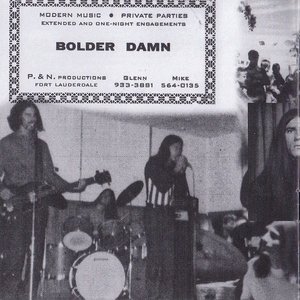 MODERN MUSIC ● PRIVATE PARTIES
EXTENDED AND ONE-NIGHT ENGAGEMENTS
BOLDER DAMN
P. & N. PRODUCTIONS
FORT LAUDERDALE
GLENN
933-3881
MIKE
564-0135